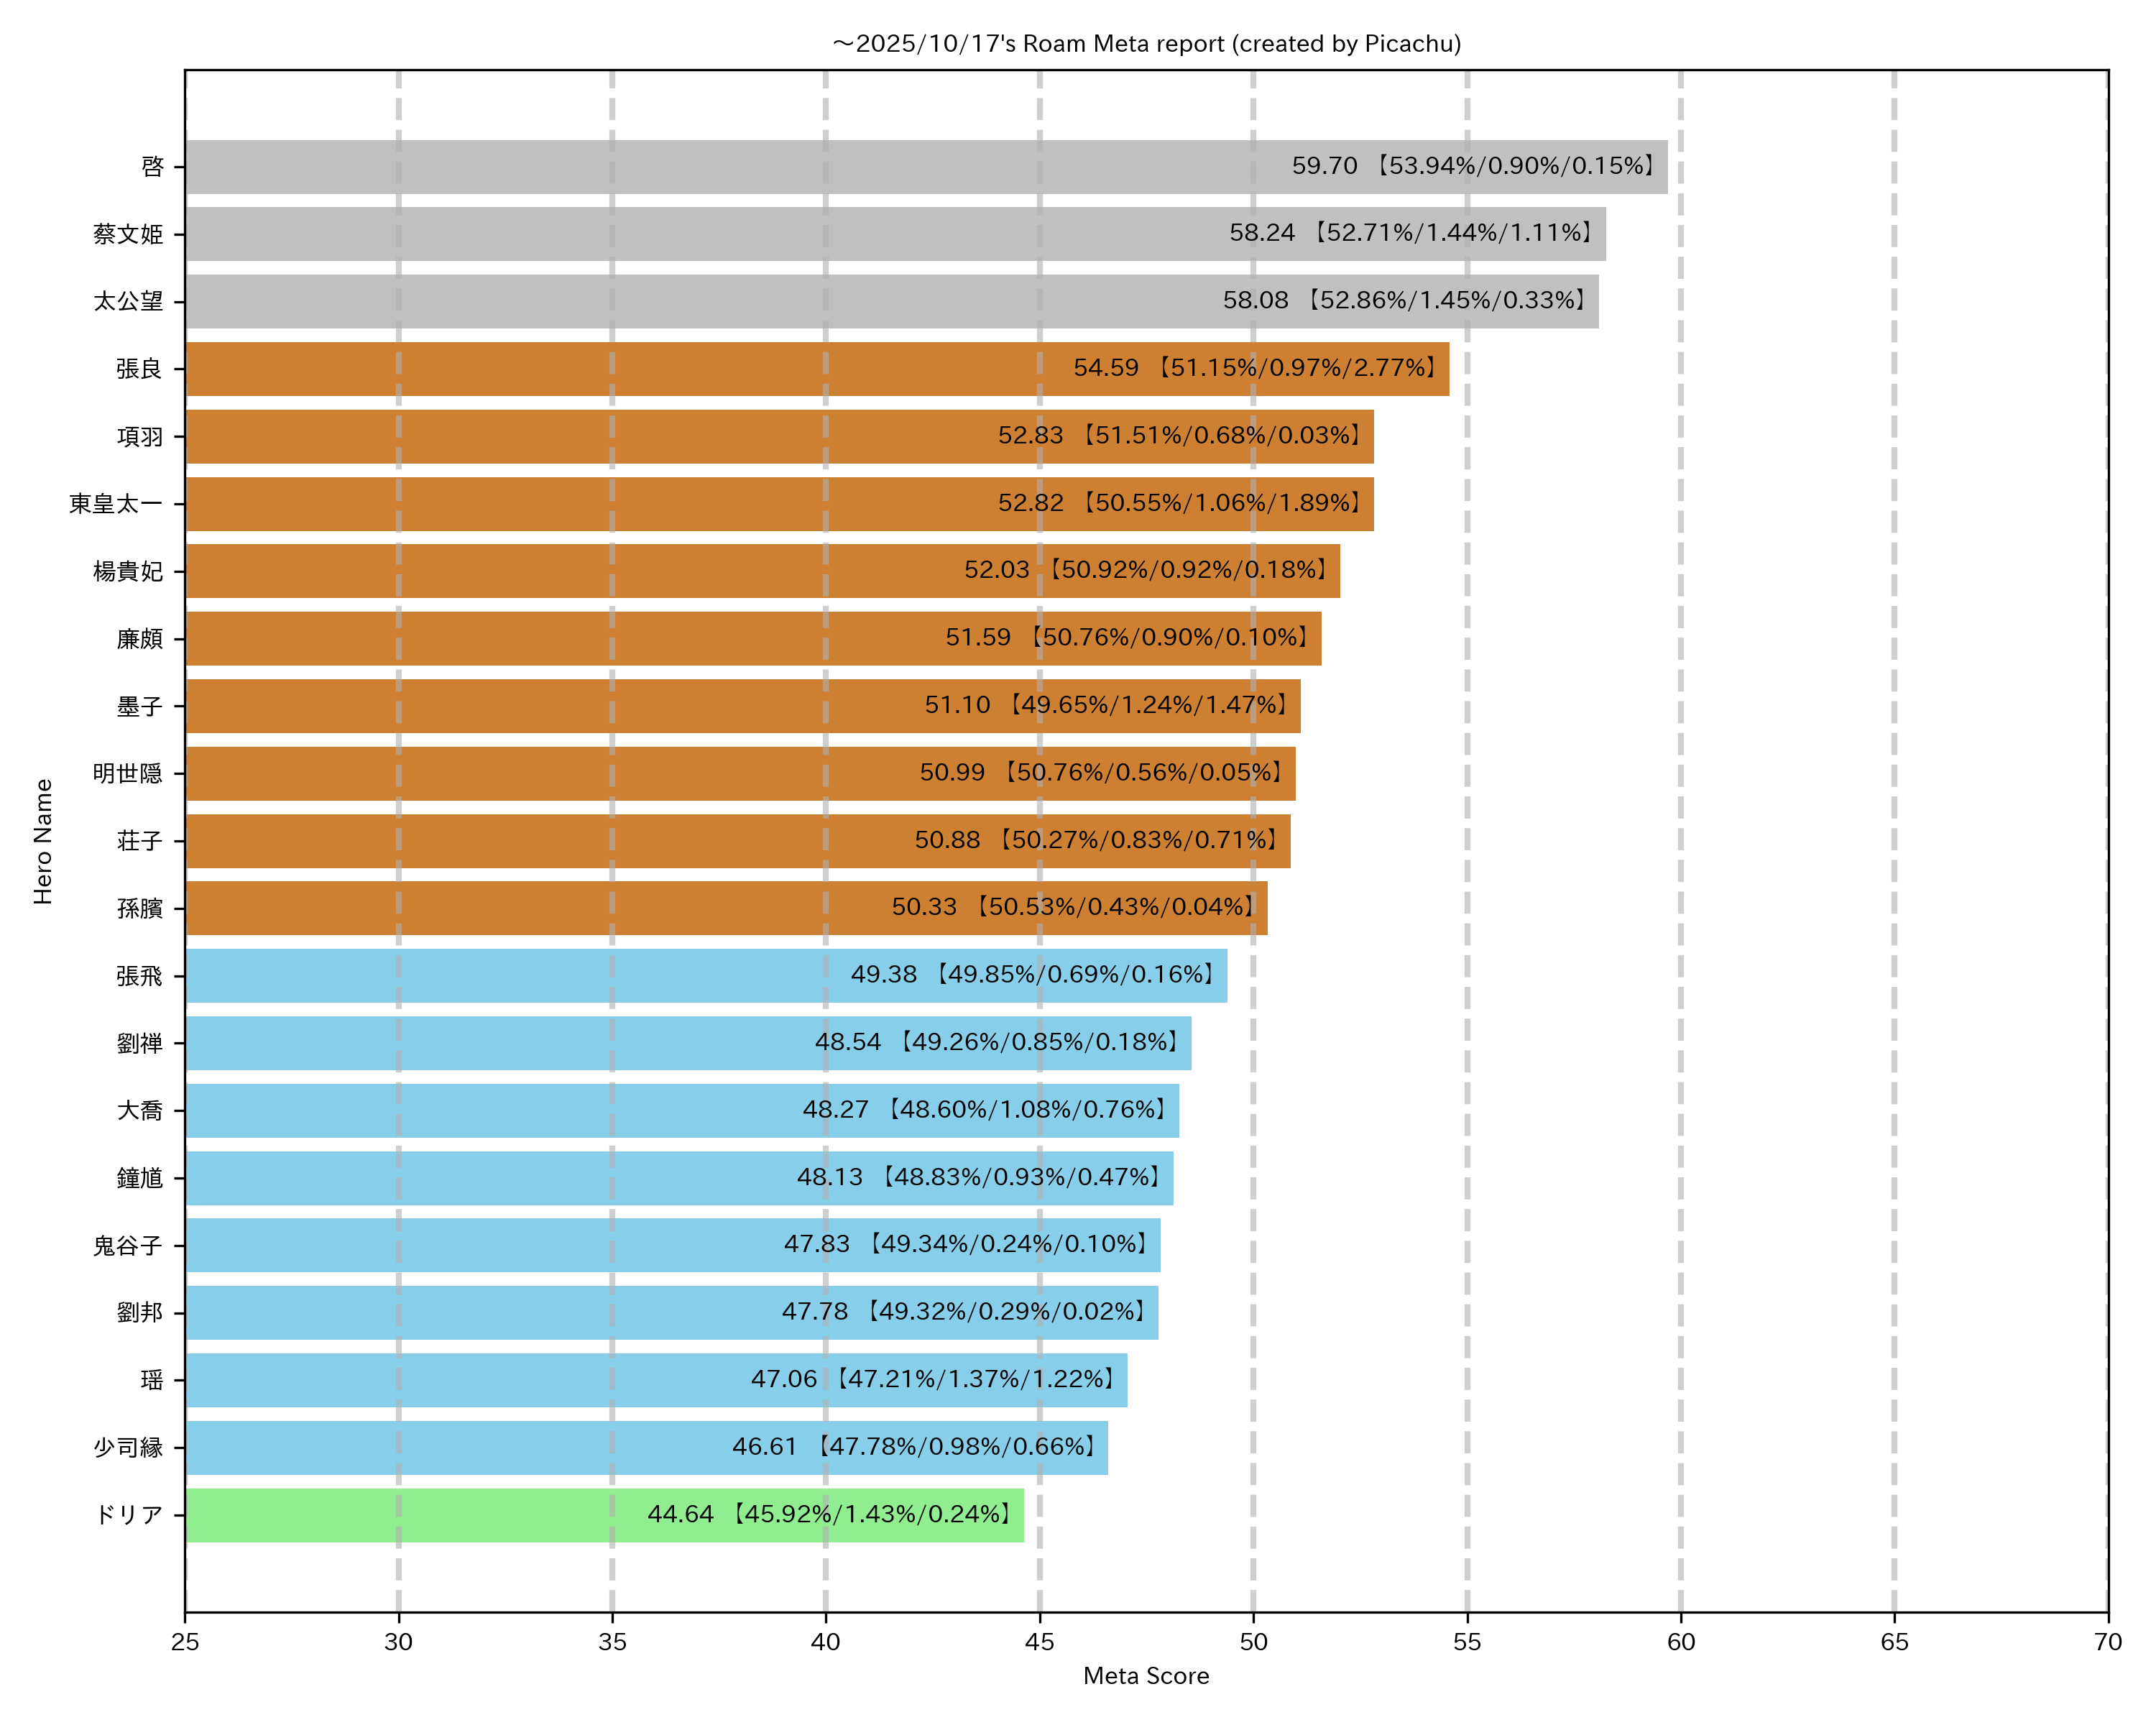 ～2025/10/17's Roam Meta report (created by Picachu)
Hero Name
啓 59.70 【53.94%/0.90%/0.15%】
蔡文姫 58.24 【52.71%/1.44%/1.11%】
太公望 58.08 【52.86%/1.45%/0.33%】
張良 54.59 【51.15%/0.97%/2.77%】
項羽 52.83 【51.51%/0.68%/0.03%】
東皇太一 52.82 【50.55%/1.06%/1.89%】
楊貴妃 52.03 【50.92%/0.92%/0.18%】
廉頗 51.59 【50.76%/0.90%/0.10%】
墨子 51.10 【49.65%/1.24%/1.47%】
明世隠 50.99 【50.76%/0.56%/0.05%】
荘子 50.88 【50.27%/0.83%/0.71%】
孫臏 50.33 【50.53%/0.43%/0.04%】
張飛 49.38 【49.85%/0.69%/0.16%】
劉禅 48.54 【49.26%/0.85%/0.18%】
大喬 48.27 【48.60%/1.08%/0.76%】
鐘馗 48.13 【48.83%/0.93%/0.47%】
鬼谷子 47.83 【49.34%/0.24%/0.10%】
劉邦 47.78 【49.32%/0.29%/0.02%】
瑶 47.06 【47.21%/1.37%/1.22%】
少司縁 46.61 【47.78%/0.98%/0.66%】
ドリア 44.64 【45.92%/1.43%/0.24%】
25 30 35 40 45 50 55 60 65 70
Meta Score